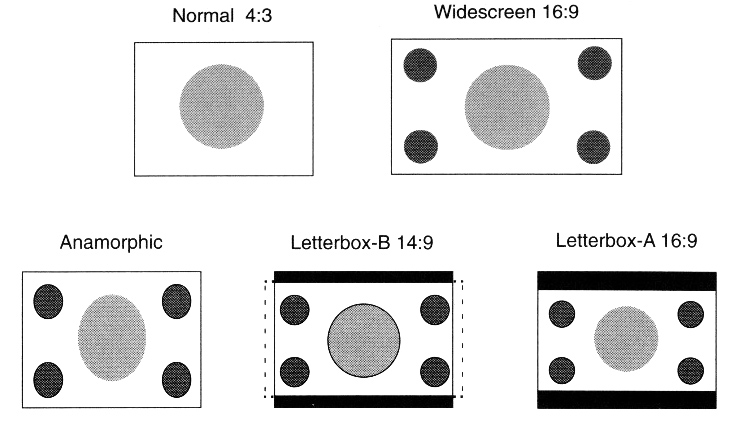 Normal 4:3
Widescreen 16:9
Anamorphic
Letterbox-B 14:9
Letterbox-A 16:9